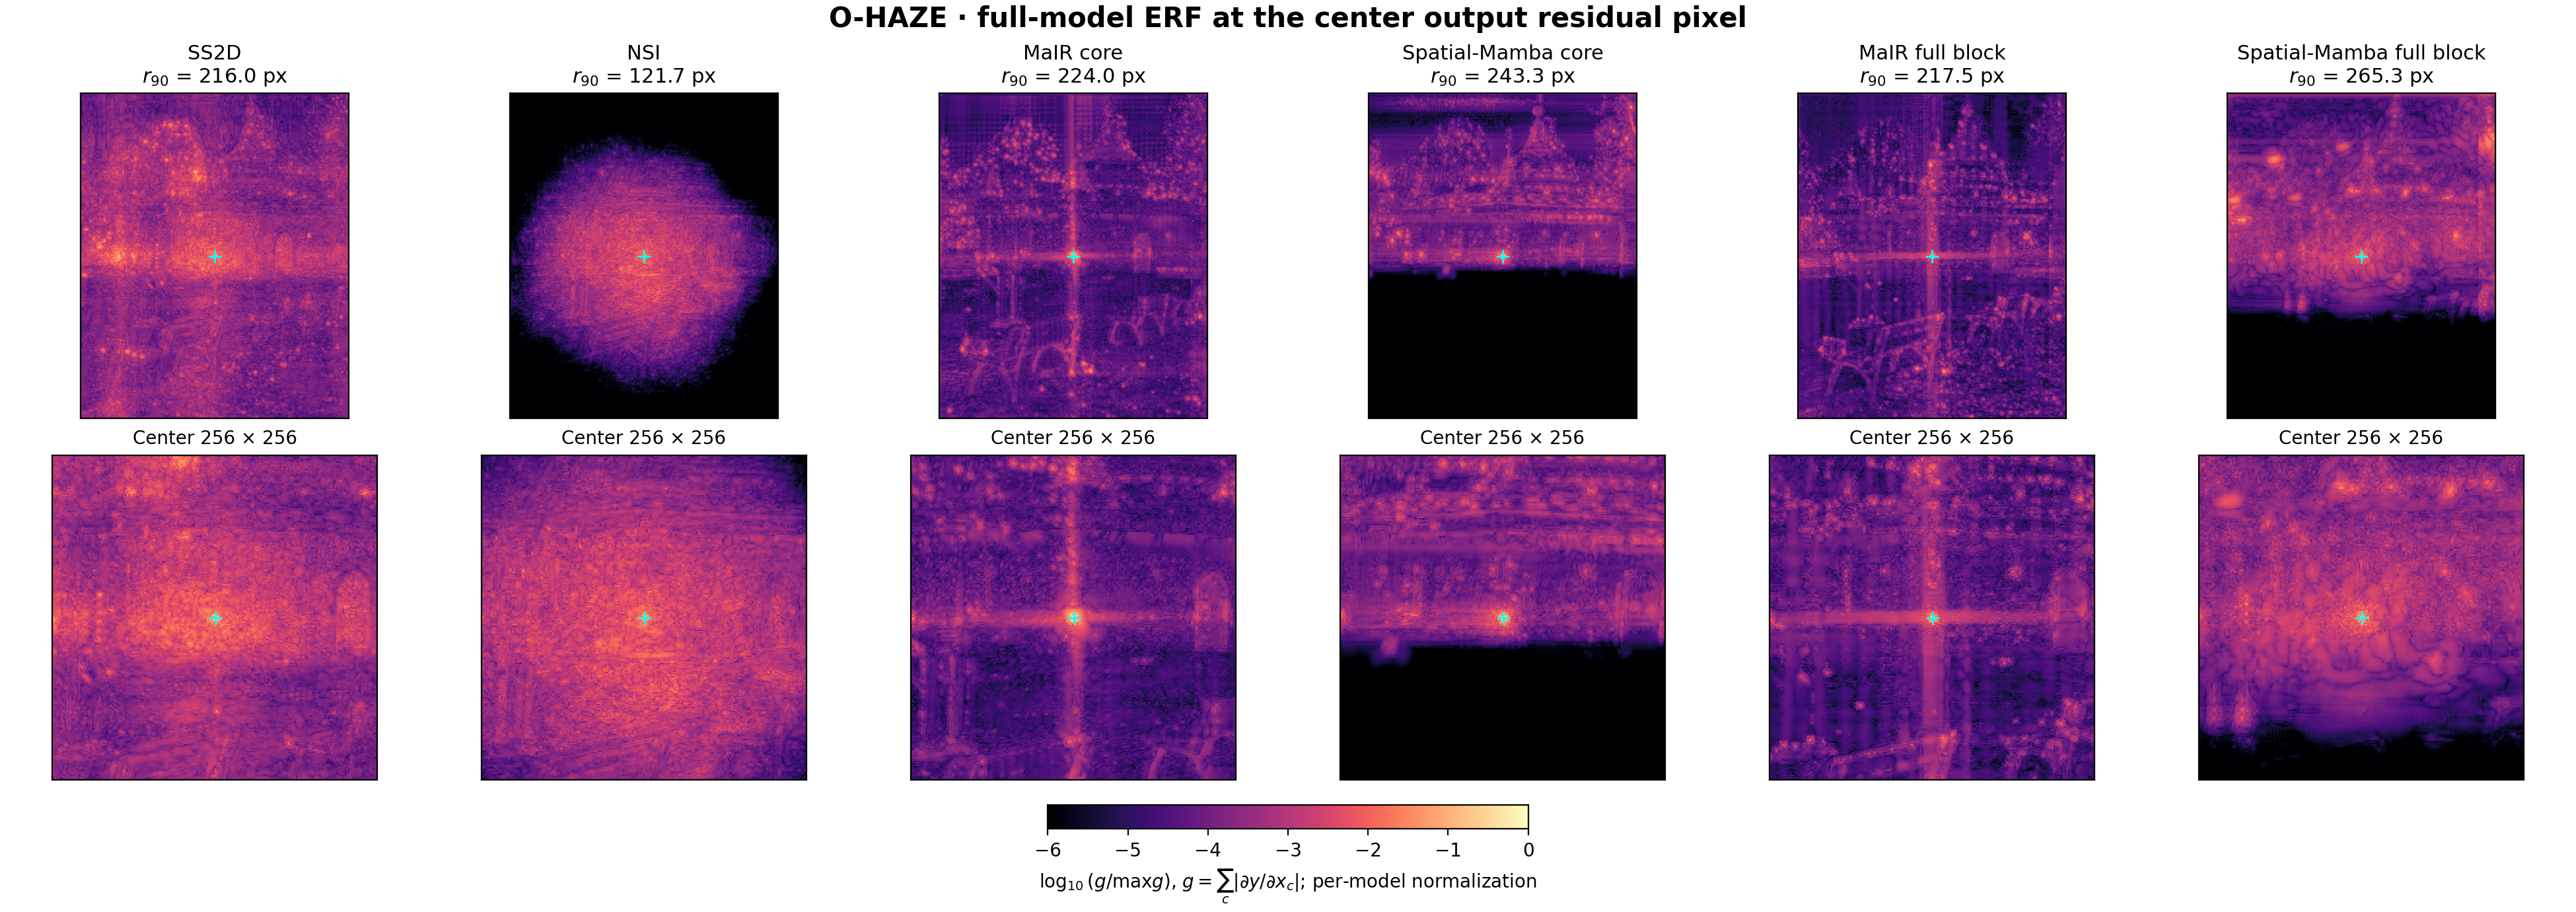 O-HAZE · full-model ERF at the center output residual pixel
SS2D
r₉₀ = 216.0 px
NSI
r₉₀ = 121.7 px
MaIR core
r₉₀ = 224.0 px
Spatial-Mamba core
r₉₀ = 243.3 px
MaIR full block
r₉₀ = 217.5 px
Spatial-Mamba full block
r₉₀ = 265.3 px
Center 256 × 256
Center 256 × 256
Center 256 × 256
Center 256 × 256
Center 256 × 256
Center 256 × 256
−6 −5 −4 −3 −2 −1 0
log₁₀ (g/maxg), g = ∑_c |∂y/∂x_c|; per-model normalization